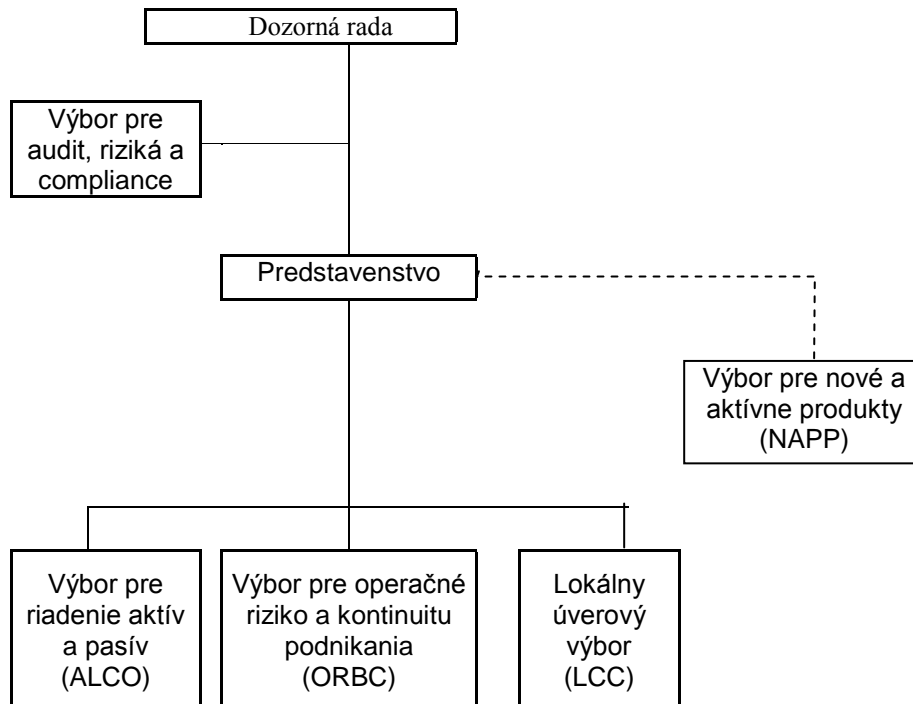 Dozorná rada
Výbor pre
audit, riziká a
compliance
Predstavenstvo
Výbor pre nové a
aktívne produkty
(NAPP)
Výbor pre
riadenie aktív
a pasív
(ALCO)
Výbor pre operačné
riziko a kontinuitu
podnikania
(ORBC)
Lokálny
úverový
výbor
(LCC)